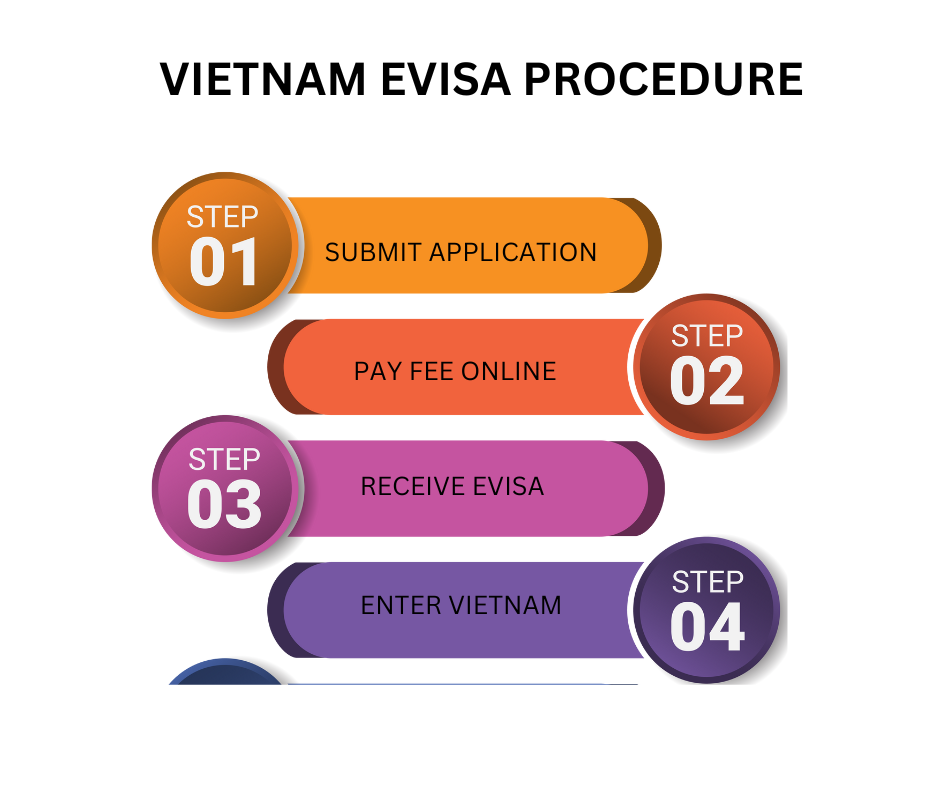 VIETNAM EVISA PROCEDURE
STEP
01
SUBMIT APPLICATION
PAY FEE ONLINE
STEP
02
STEP
03
RECEIVE EVISA
ENTER VIETNAM
STEP
04